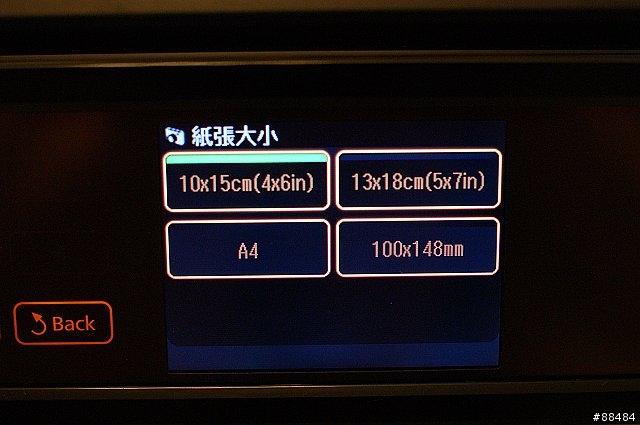 紙張大小
10x15cm(4x6in)
13x18cm(5x7in)
A4
100x148mm
Back
#88484